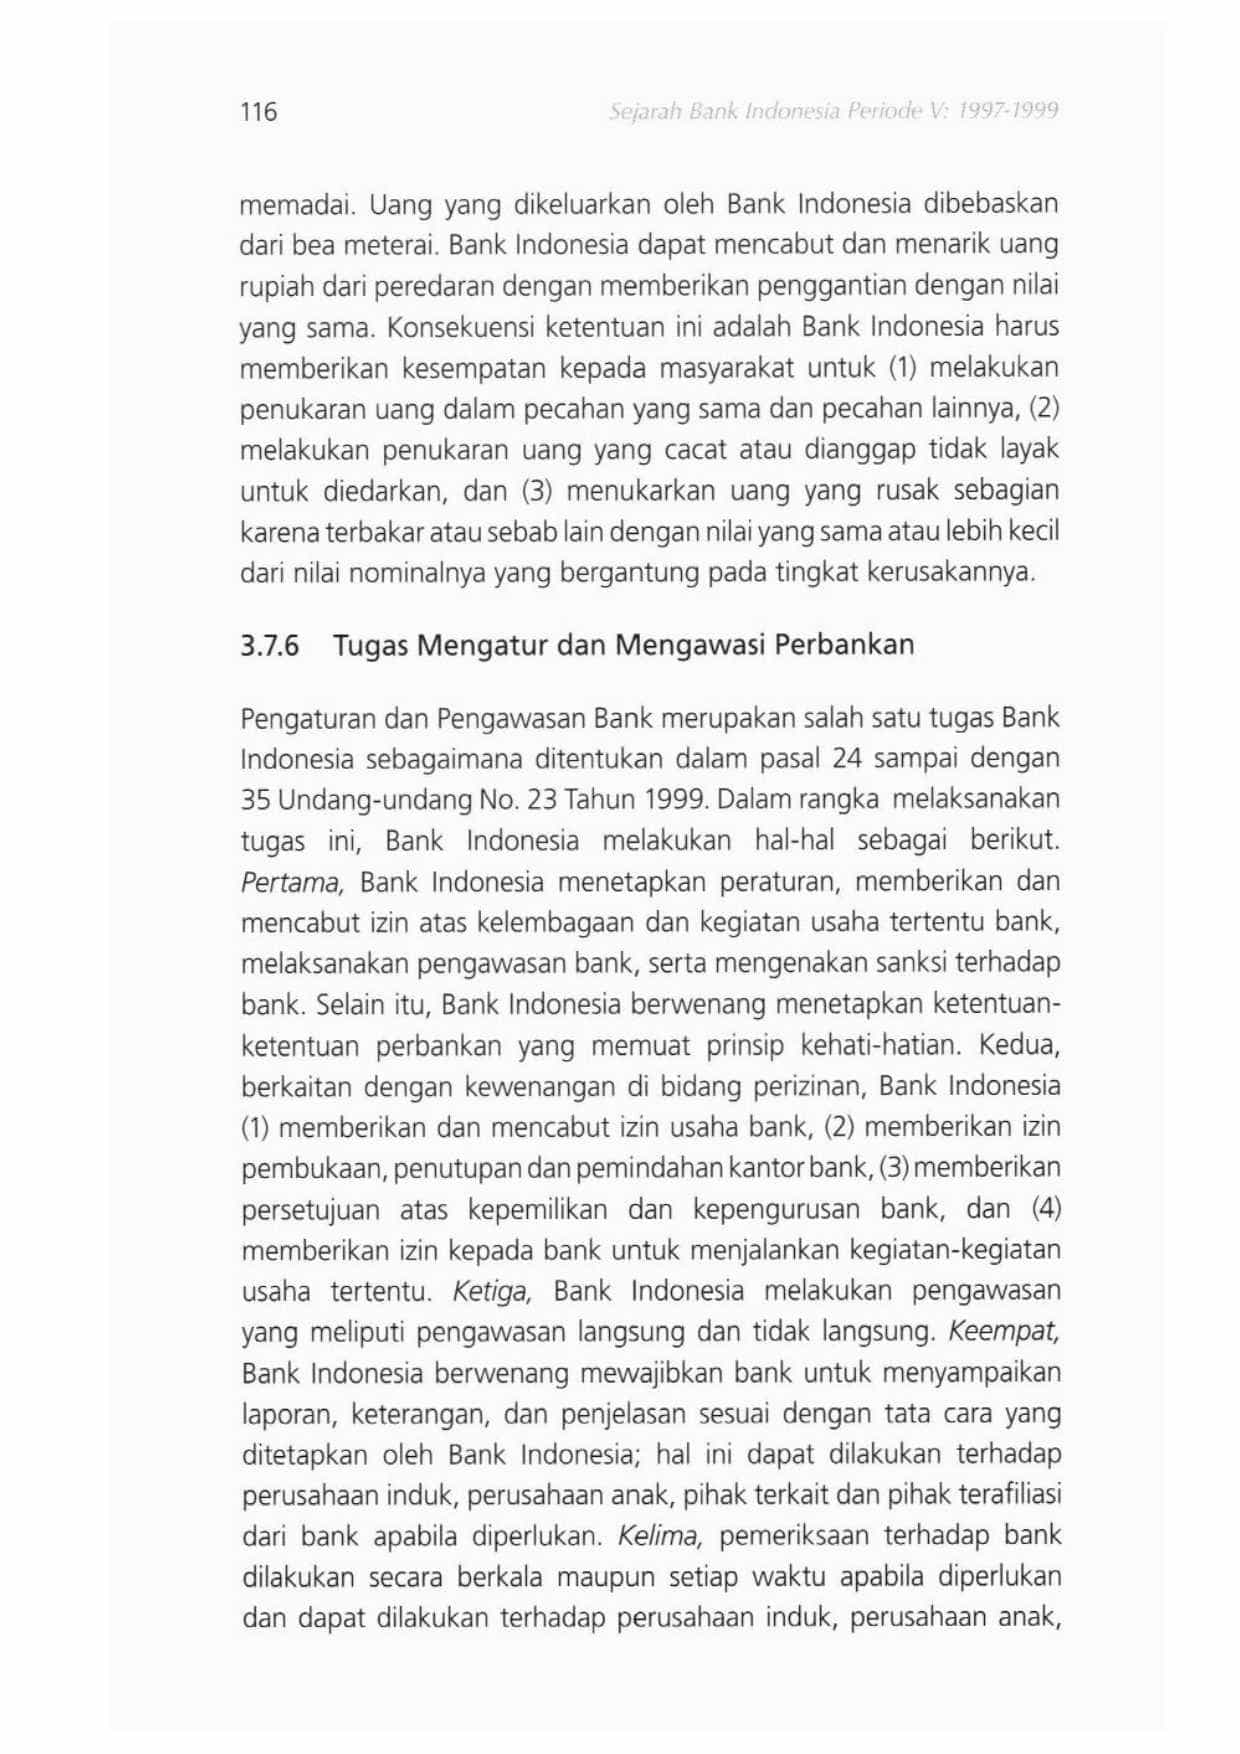 116
Sejarah Bank Indonesia Periode V: 1997-1999
memadai. Uang yang dikeluarkan oleh Bank Indonesia dibebaskan
dari bea meterai. Bank Indonesia dapat mencabut dan menarik uang
rupiah dari peredaran dengan memberikan penggantian dengan nilai
yang sama. Konsekuensi ketentuan ini adalah Bank Indonesia harus
memberikan kesempatan kepada masyarakat untuk (1) melakukan
penukaran uang dalam pecahan yang sama dan pecahan lainnya, (2)
melakukan penukaran uang yang cacat atau dianggap tidak layak
untuk diedarkan, dan (3) menukarkan uang yang rusak sebagian
karena terbakar atau sebab lain dengan nilai yang sama atau lebih kecil
dari nilai nominalnya yang bergantung pada tingkat kerusakannya.
3.7.6 Tugas Mengatur dan Mengawasi Perbankan
Pengaturan dan Pengawasan Bank merupakan salah satu tugas Bank
Indonesia sebagaimana ditentukan dalam pasal 24 sampai dengan
35 Undang-undang No. 23 Tahun 1999. Dalam rangka melaksanakan
tugas ini, Bank Indonesia melakukan hal-hal sebagai berikut.
Pertama, Bank Indonesia menetapkan peraturan, memberikan dan
mencabut izin atas kelembagaan dan kegiatan usaha tertentu bank,
melaksanakan pengawasan bank, serta mengenakan sanksi terhadap
bank. Selain itu, Bank Indonesia berwenang menetapkan ketentuan-
ketentuan perbankan yang memuat prinsip kehati-hatian. Kedua,
berkaitan dengan kewenangan di bidang perizinan, Bank Indonesia
(1) memberikan dan mencabut izin usaha bank, (2) memberikan izin
pembukaan, penutupan dan pemindahan kantor bank, (3) memberikan
persetujuan atas kepemilikan dan kepengurusan bank, dan (4)
memberikan izin kepada bank untuk menjalankan kegiatan-kegiatan
usaha tertentu. Ketiga, Bank Indonesia melakukan pengawasan
yang meliputi pengawasan langsung dan tidak langsung. Keempat,
Bank Indonesia berwenang mewajibkan bank untuk menyampaikan
laporan, keterangan, dan penjelasan sesuai dengan tata cara yang
ditetapkan oleh Bank Indonesia; hal ini dapat dilakukan terhadap
perusahaan induk, perusahaan anak, pihak terkait dan pihak terafiliasi
dari bank apabila diperlukan. Kelima, pemeriksaan terhadap bank
dilakukan secara berkala maupun setiap waktu apabila diperlukan
dan dapat dilakukan terhadap perusahaan induk, perusahaan anak,